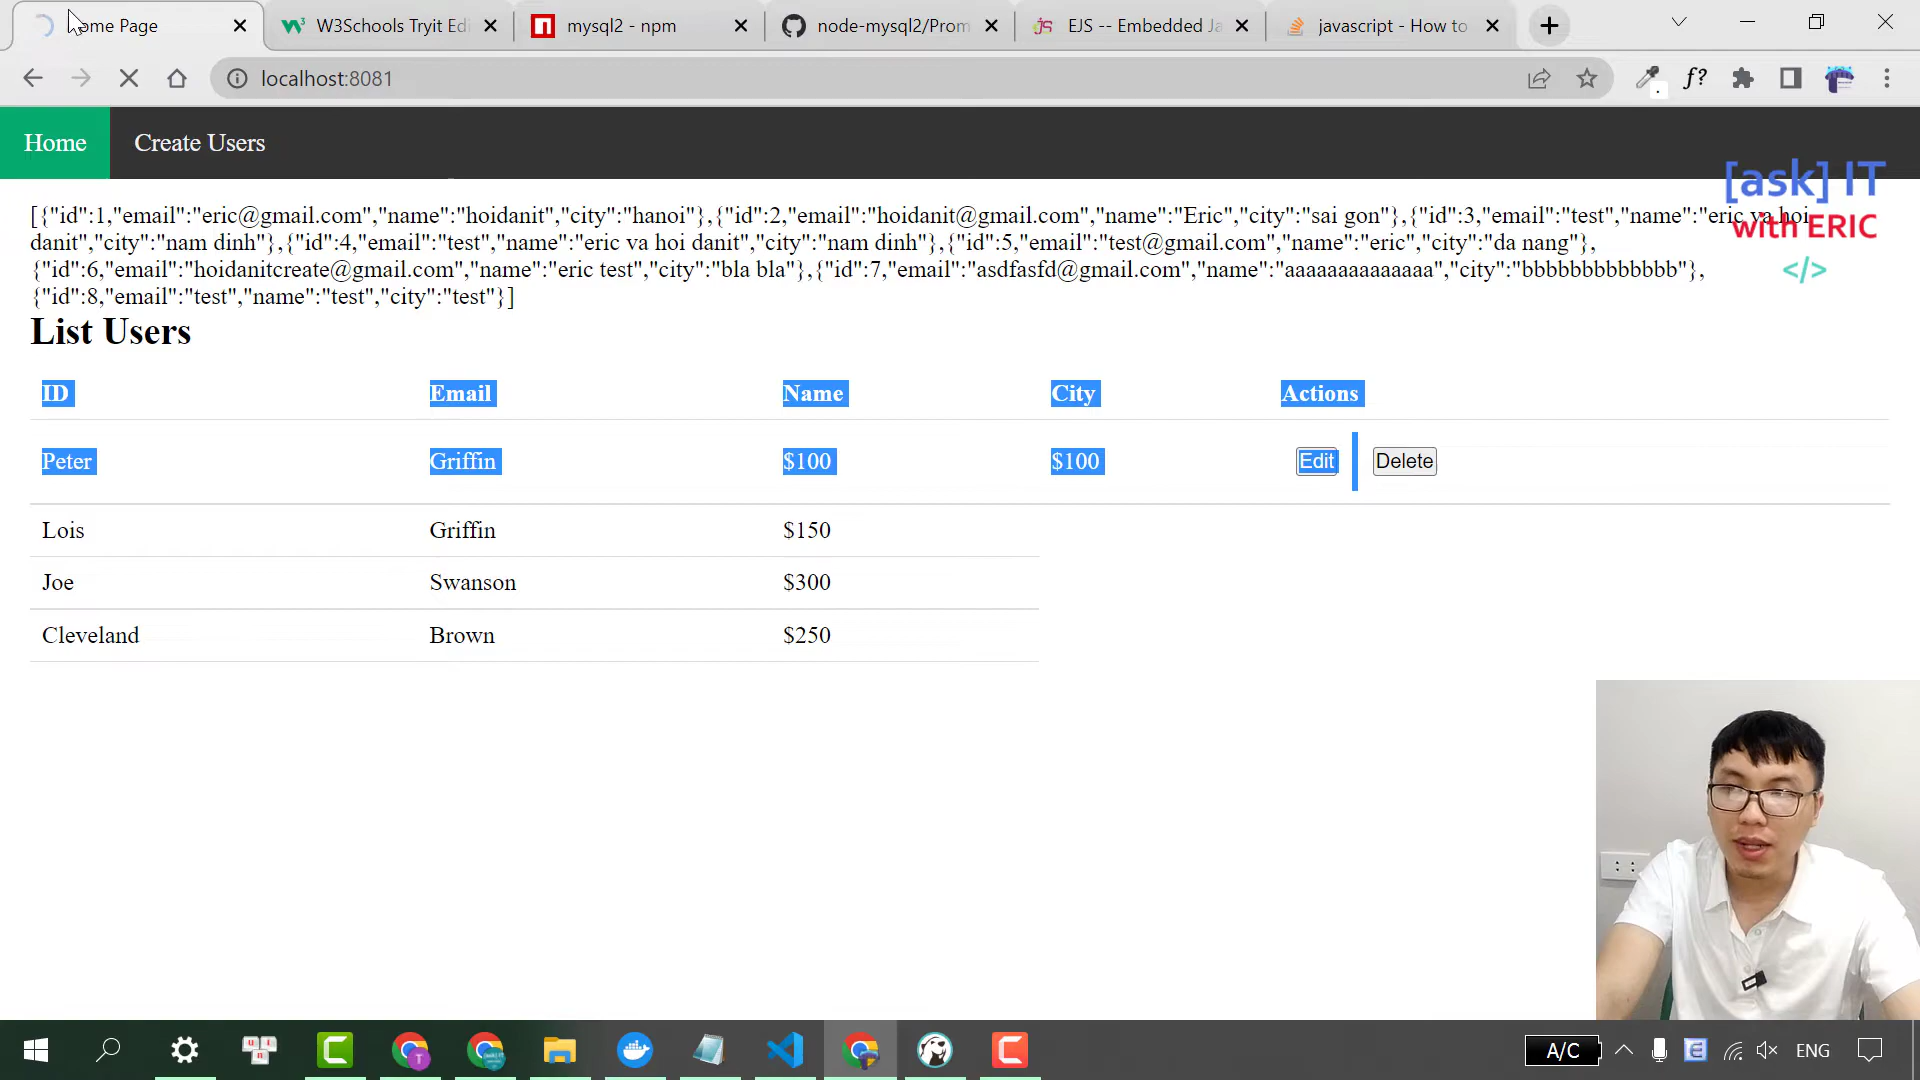 ome Page
W3Schools Tryit Edi
mysql2 - npm
node-mysql2/Prom
EJS -- Embedded Ja
javascript - How to
localhost:8081
f?
Home
Create Users
[ask] IT
with ERIC
</>
[{"id":1,"email":"eric@gmail.com","name":"hoidanit","city":"hanoi"},{"id":2,"email":"hoidanit@gmail.com","name":"Eric","city":"sai gon"},{"id":3,"email":"test","name":"eric va hoi
danit","city":"nam dinh"},{"id":4,"email":"test","name":"eric va hoi danit","city":"nam dinh"},{"id":5,"email":"test@gmail.com","name":"eric","city":"da nang"},
{"id":6,"email":"hoidanitcreate@gmail.com","name":"eric test","city":"bla bla"},{"id":7,"email":"asdfasfd@gmail.com","name":"aaaaaaaaaaaaaa","city":"bbbbbbbbbbbbb"},
{"id":8,"email":"test","name":"test","city":"test"}]
List Users
ID Email Name City Actions
Peter Griffin $100 $100 Edit Delete
Lois Griffin $150
Joe Swanson $300
Cleveland Brown $250
A/C
ENG